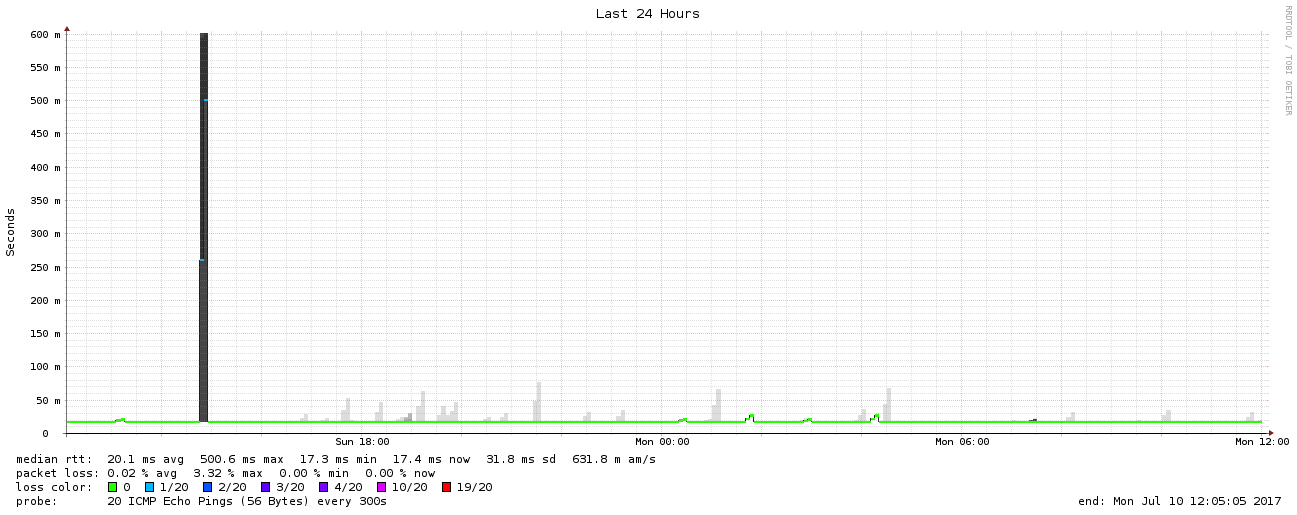 Last 24 Hours
RRDTOOL / TOBI OETIKER
Seconds
600 m
550 m
500 m
450 m
400 m
350 m
300 m
250 m
200 m
150 m
100 m
50 m
0
Sun 18:00 Mon 00:00 Mon 06:00 Mon 12:00
median rtt: 20.1 ms avg 500.6 ms max 17.3 ms min 17.4 ms now 31.8 ms sd 631.8 m am/s
packet loss: 0.02 % avg 3.32 % max 0.00 % min 0.00 % now
loss color: 0 1/20 2/20 3/20 4/20 10/20 19/20
probe: 20 ICMP Echo Pings (56 Bytes) every 300s end: Mon Jul 10 12:05:05 2017